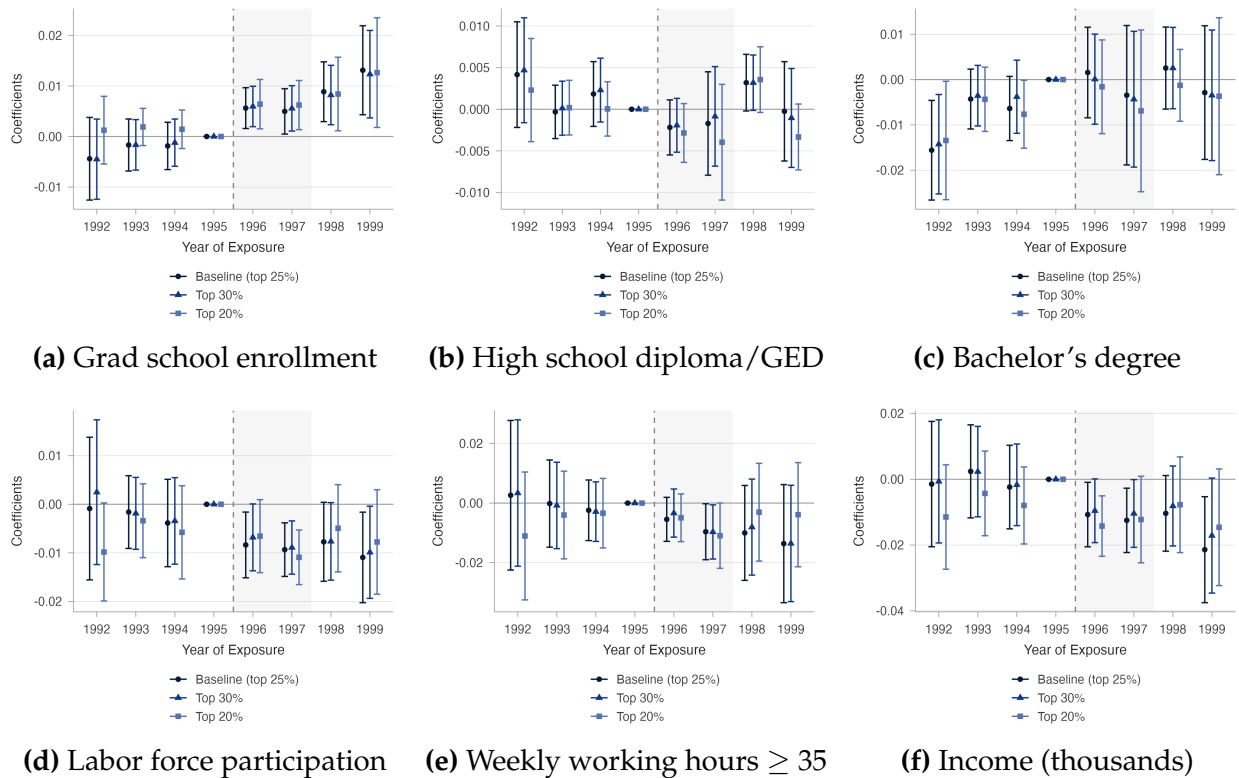 Coefficients
0.02
0.01
0.00
-0.01
1992 1993 1994 1995 1996 1997 1998 1999
Year of Exposure
Baseline (top 25%)
Top 30%
Top 20%
(a) Grad school enrollment
Coefficients
0.010
0.005
0.000
-0.005
-0.010
1992 1993 1994 1995 1996 1997 1998 1999
Year of Exposure
Baseline (top 25%)
Top 30%
Top 20%
(b) High school diploma/GED
Coefficients
0.01
0.00
-0.01
-0.02
1992 1993 1994 1995 1996 1997 1998 1999
Year of Exposure
Baseline (top 25%)
Top 30%
Top 20%
(c) Bachelor's degree
Coefficients
0.01
0.00
-0.01
-0.02
1992 1993 1994 1995 1996 1997 1998 1999
Year of Exposure
Baseline (top 25%)
Top 30%
Top 20%
(d) Labor force participation
Coefficients
0.02
0.00
-0.02
1992 1993 1994 1995 1996 1997 1998 1999
Year of Exposure
Baseline (top 25%)
Top 30%
Top 20%
(e) Weekly working hours ≥ 35
Coefficients
0.02
0.00
-0.02
-0.04
1992 1993 1994 1995 1996 1997 1998 1999
Year of Exposure
Baseline (top 25%)
Top 30%
Top 20%
(f) Income (thousands)